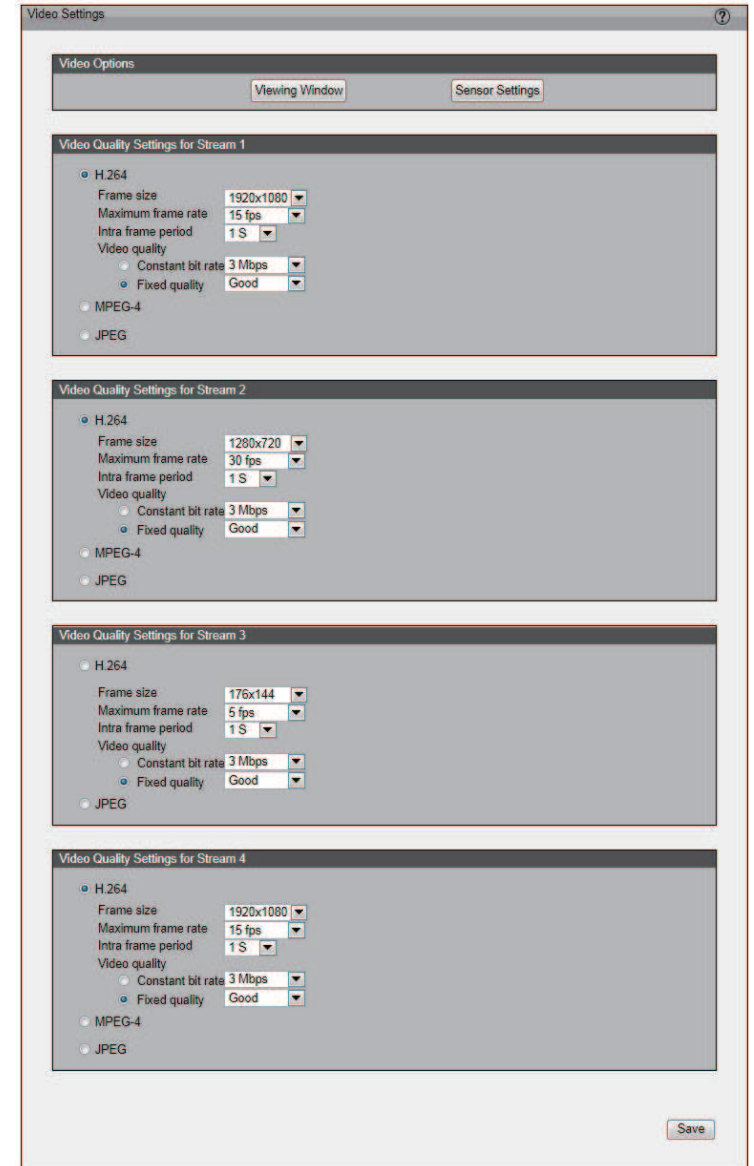 Video Settings
?
Video Options
Viewing Window
Sensor Settings
Video Quality Settings for Stream 1
H.264
Frame size 1920x1080
Maximum frame rate 15 fps
Intra frame period 1 S
Video quality
Constant bit rate 3 Mbps
Fixed quality Good
MPEG-4
JPEG
Video Quality Settings for Stream 2
H.264
Frame size 1280x720
Maximum frame rate 30 fps
Intra frame period 1 S
Video quality
Constant bit rate 3 Mbps
Fixed quality Good
MPEG-4
JPEG
Video Quality Settings for Stream 3
H.264
Frame size 176x144
Maximum frame rate 5 fps
Intra frame period 1 S
Video quality
Constant bit rate 3 Mbps
Fixed quality Good
JPEG
Video Quality Settings for Stream 4
H.264
Frame size 1920x1080
Maximum frame rate 15 fps
Intra frame period 1 S
Video quality
Constant bit rate 3 Mbps
Fixed quality Good
MPEG-4
JPEG
Save